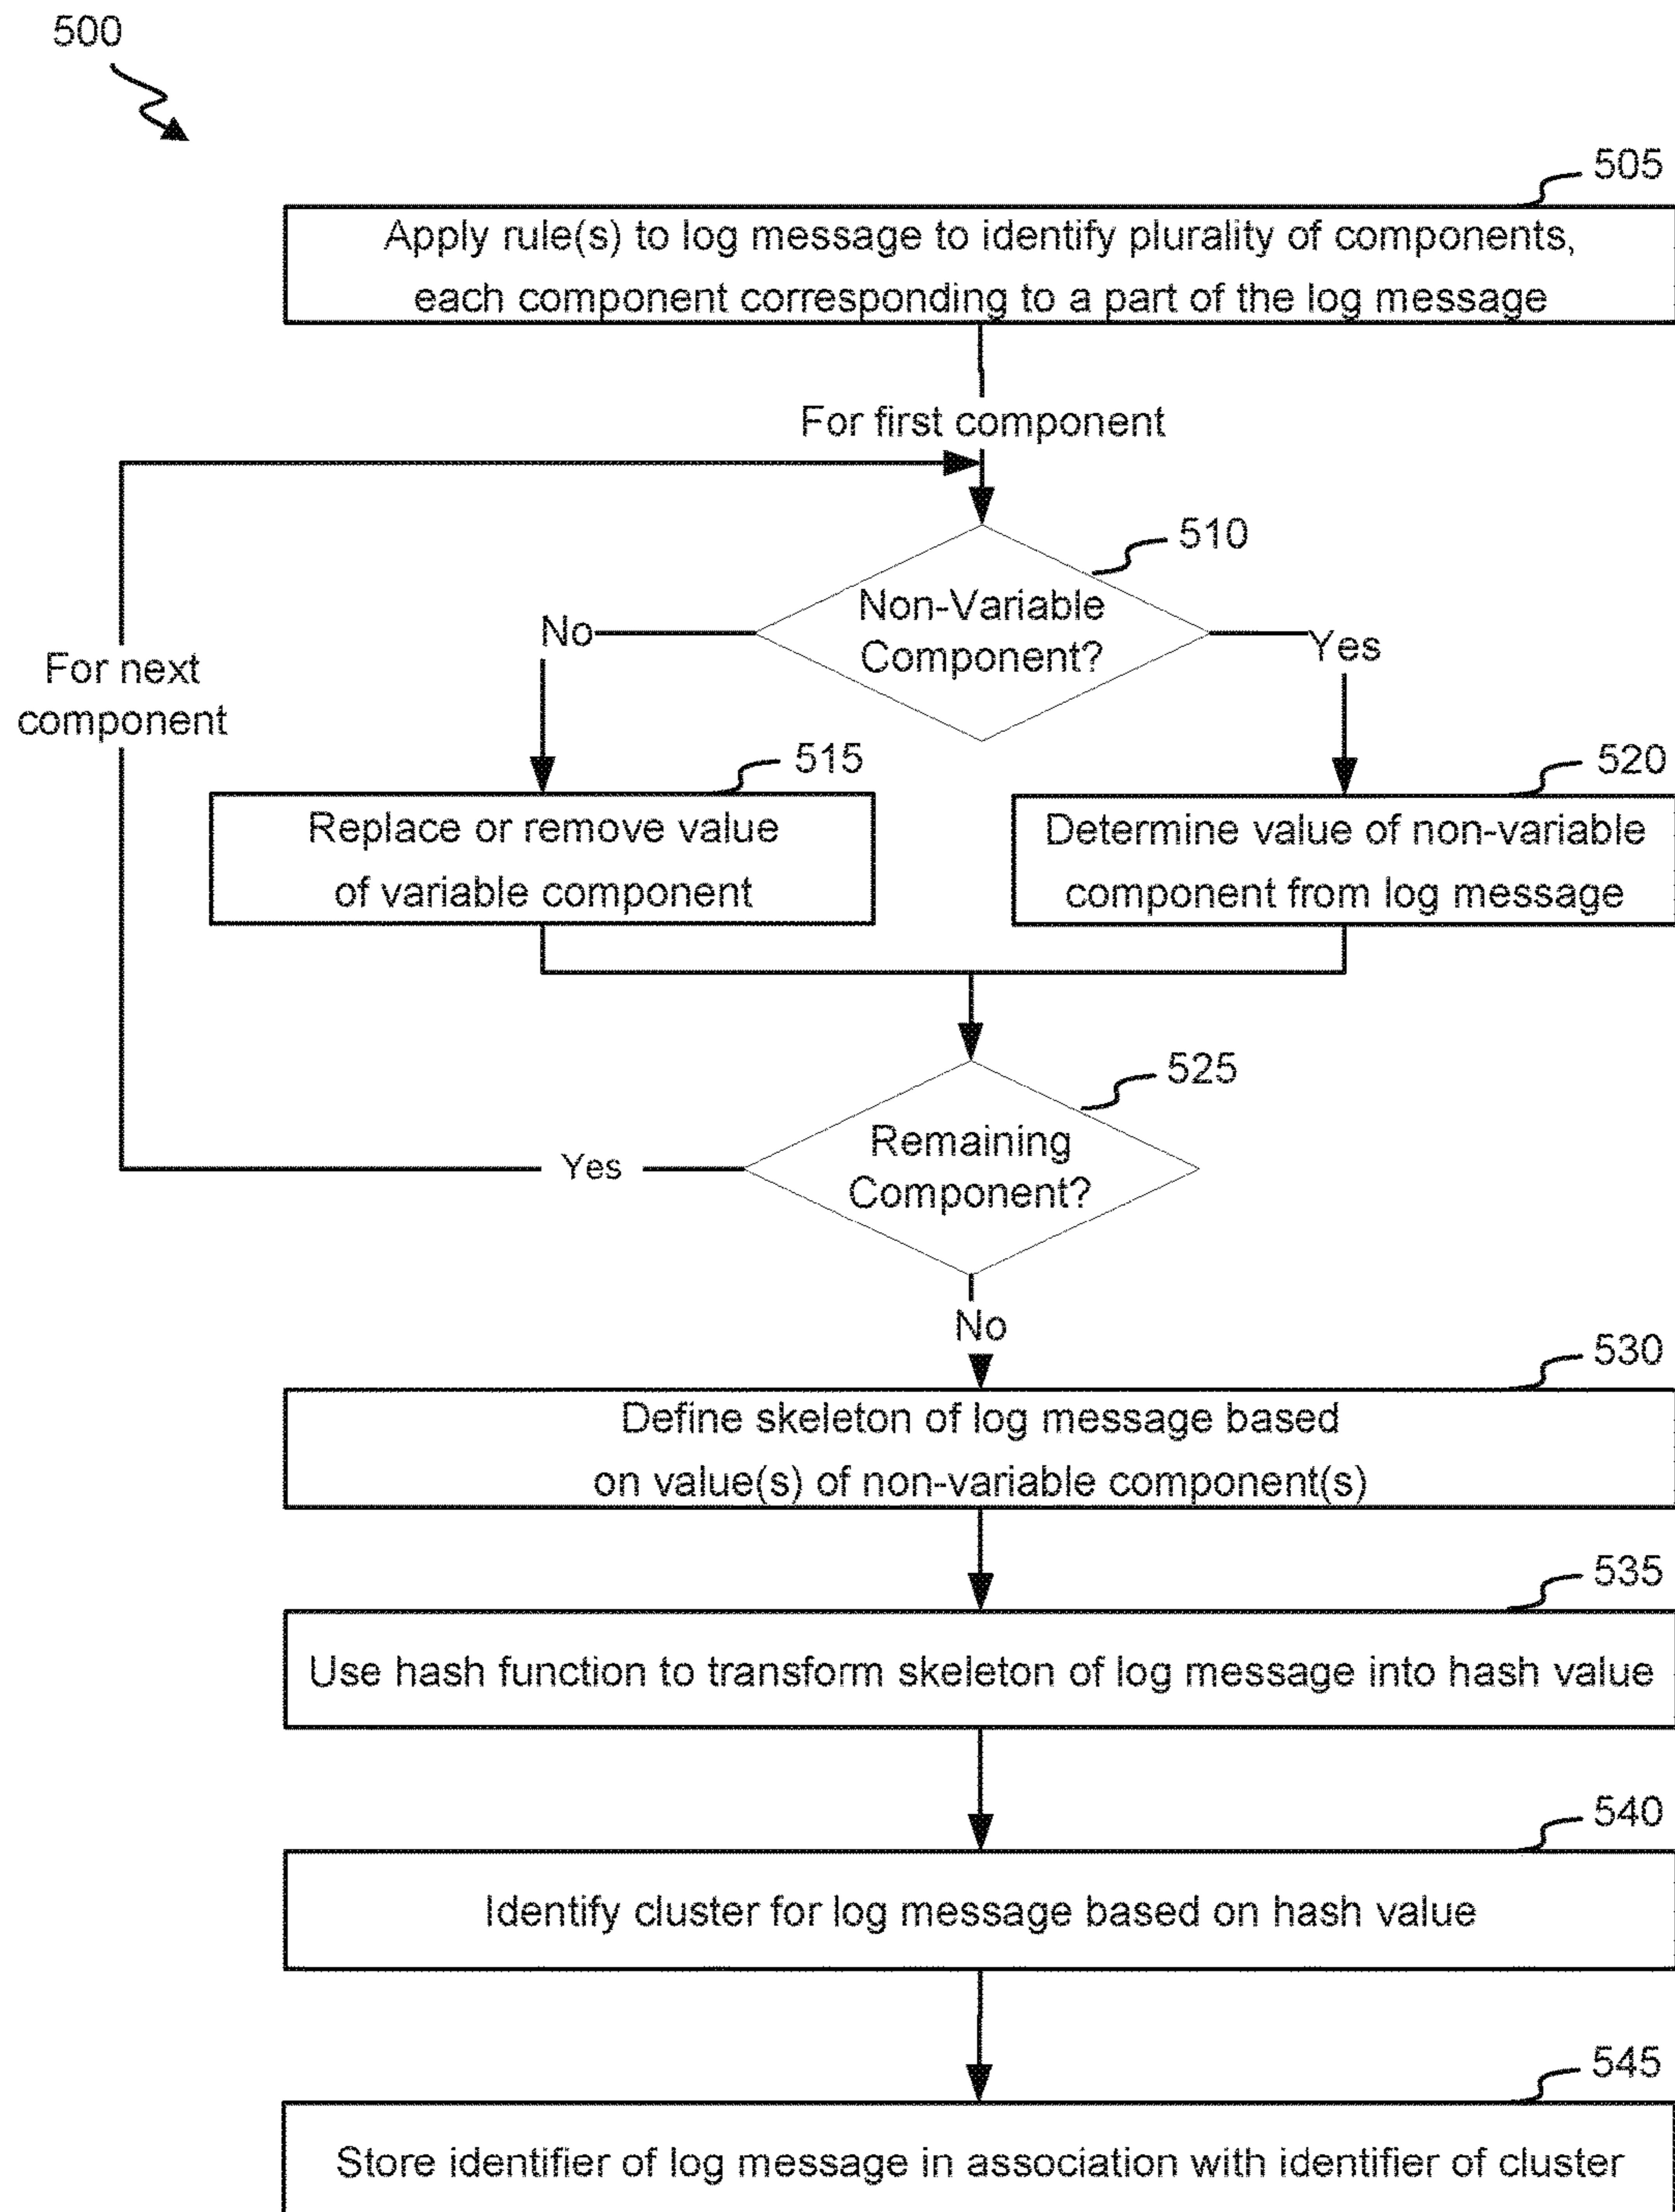 500
505
Apply rule(s) to log message to identify plurality of components,
each component corresponding to a part of the log message
For first component
510
Non-Variable
Component?
No
Yes
For next
component
515
520
Replace or remove value
of variable component
Determine value of non-variable
component from log message
525
Remaining
Component?
Yes
No
530
Define skeleton of log message based
on value(s) of non-variable component(s)
535
Use hash function to transform skeleton of log message into hash value
540
Identify cluster for log message based on hash value
545
Store identifier of log message in association with identifier of cluster